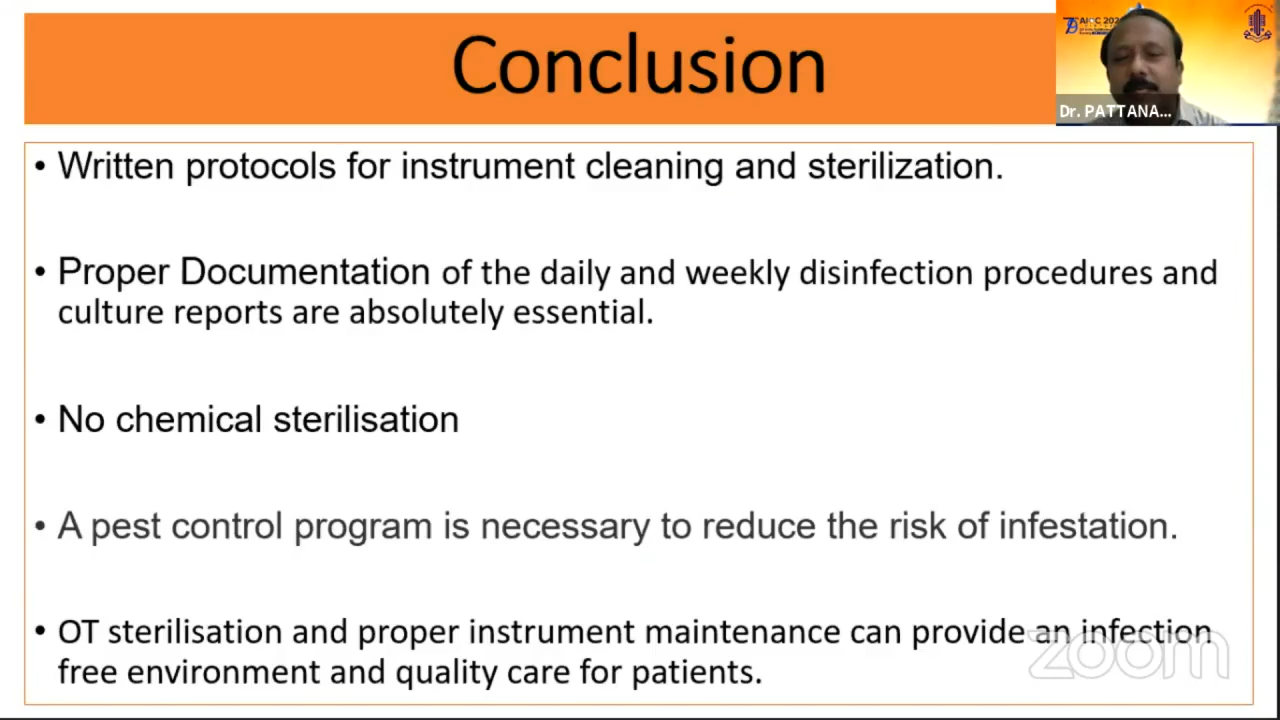 Conclusion
AIOC 202
Dr. PATTANA...
• Written protocols for instrument cleaning and sterilization.
• Proper Documentation of the daily and weekly disinfection procedures and
culture reports are absolutely essential.
• No chemical sterilisation
• A pest control program is necessary to reduce the risk of infestation.
• OT sterilisation and proper instrument maintenance can provide an infection
free environment and quality care for patients.
zoom